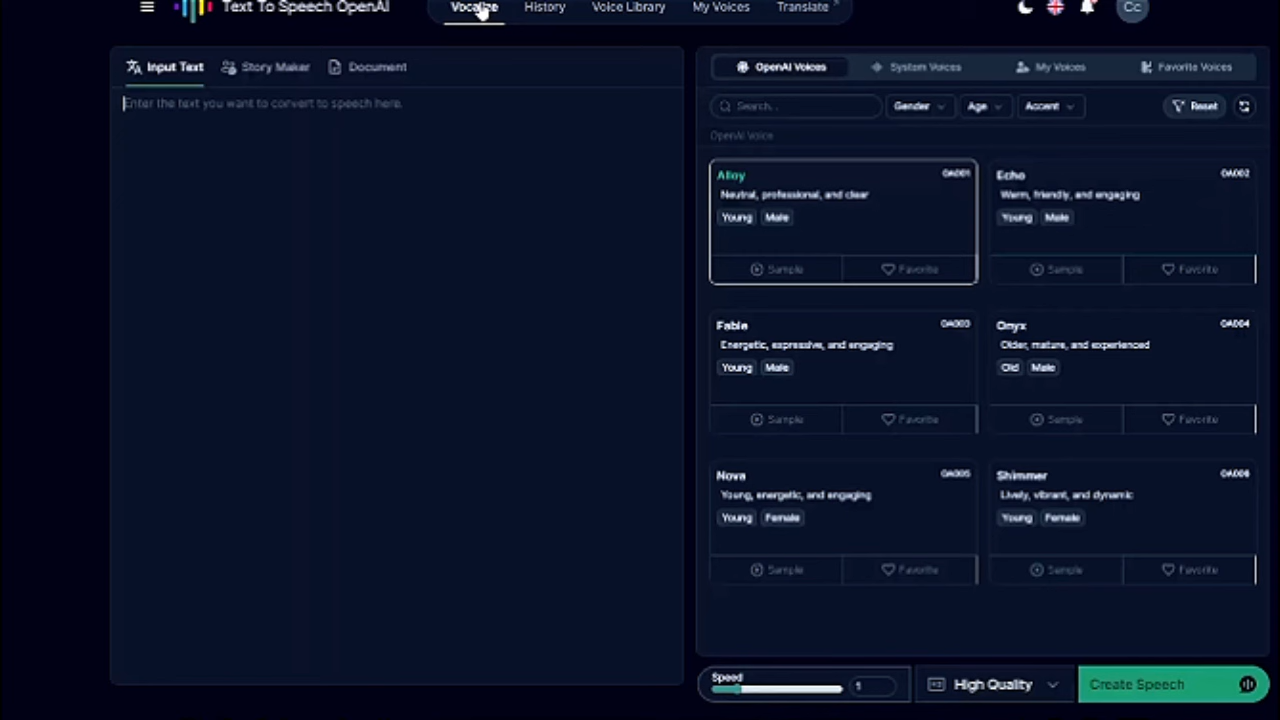 Text To Speech OpenAI
Vocalize
History
Voice Library
My Voices
Translate
Cc
Input Text
Story Maker
Document
Enter the text you want to convert to speech here.
OpenAI Voices
System Voices
My Voices
Favorite Voices
Search...
Gender
Age
Accent
Reset
OpenAI Voice
Alloy
OA001
Neutral, professional, and clear
Young
Male
Sample
Favorite
Echo
OA002
Warm, friendly, and engaging
Young
Male
Sample
Favorite
Fable
OA003
Energetic, expressive, and engaging
Young
Male
Sample
Favorite
Onyx
OA004
Older, mature, and experienced
Old
Male
Sample
Favorite
Nova
OA005
Young, energetic, and engaging
Young
Female
Sample
Favorite
Shimmer
OA006
Lively, vibrant, and dynamic
Young
Female
Sample
Favorite
Speed
1
High Quality
Create Speech